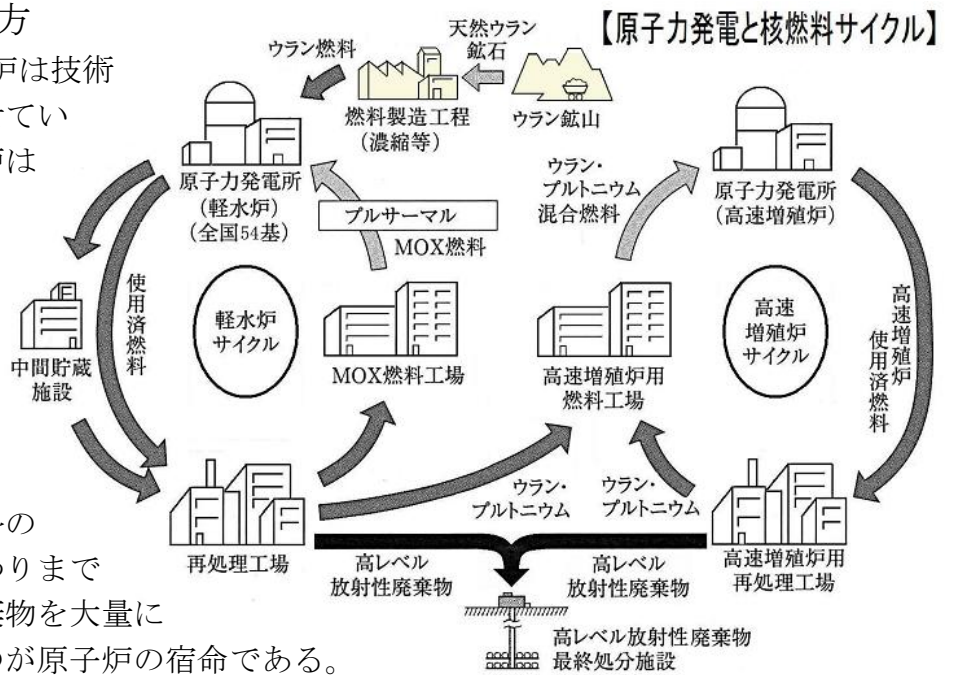 方
【原子力発電と核燃料サイクル】
炉は技術
てい
は
天然ウラン
鉱石
ウラン燃料
燃料製造工程
(濃縮等)
ウラン鉱山
原子力発電所
(軽水炉)
(全国54基)
プルサーマル
MOX燃料
ウラン・
プルトニウム
混合燃料
原子力発電所
(高速増殖炉)
使用済燃料
軽水炉
サイクル
高速
増殖炉
サイクル
高速増殖炉
使用済燃料
中間貯蔵
施設
MOX燃料工場
高速増殖炉用
燃料工場
ウラン・
プルトニウム
ウラン・
プルトニウム
再処理工場
高速増殖炉用
再処理工場
高レベル
放射性廃棄物
高レベル
放射性廃棄物
高レベル放射性廃棄物
最終処分施設
の
りまで
物を大量に
が原子炉の宿命である。